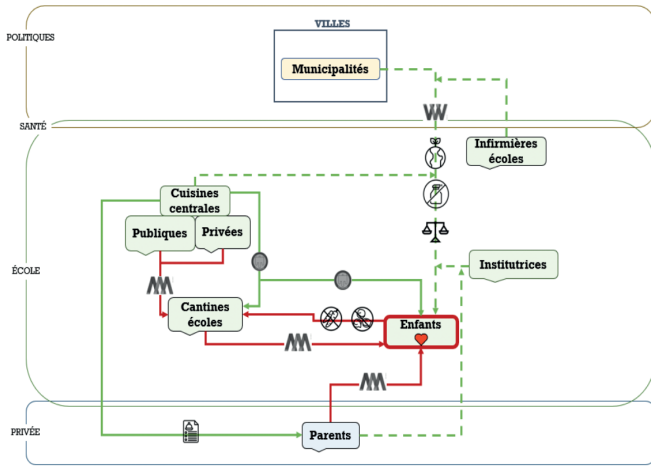 VILLES
POLITIQUES
Municipalités
SANTÉ
Infirmières
écoles
Cuisines
centrales
Publiques
Privées
Institutrices
ÉCOLE
Cantines
écoles
Enfants
PRIVÉE
Parents